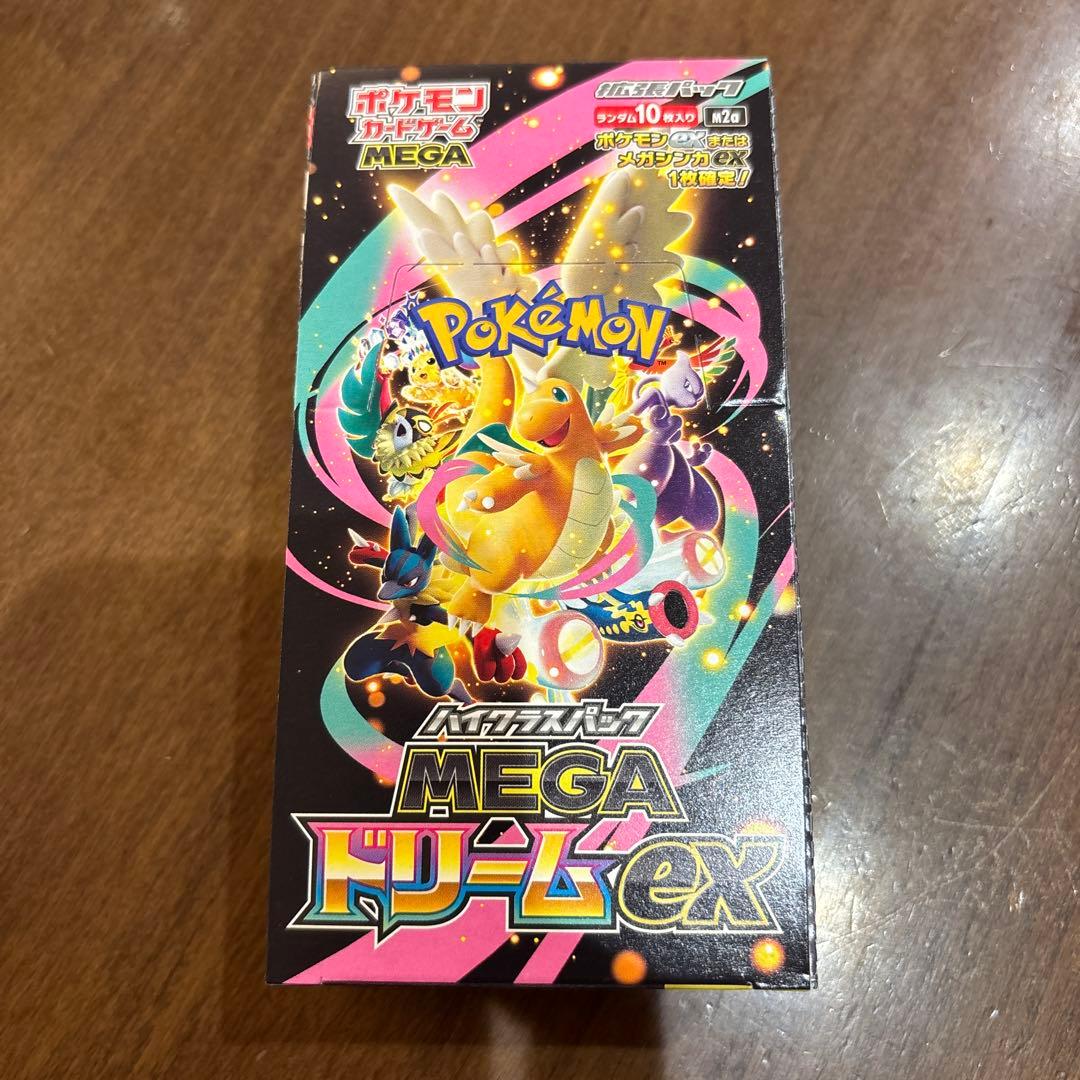 ポケモン
カードゲーム
MEGA
拡張パック
ランダム10枚入り M2a
ポケモンexまたは
メガシンカex
1枚確定!
POKéMON
TM
ハイクラスパック
MEGA
ドリームex